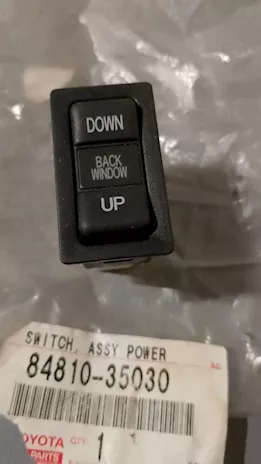 DOWN
BACK
WINDOW
UP
SWITCH, ASSY POWER
84810-35030
TOYOTA QTY: 1
PARTS